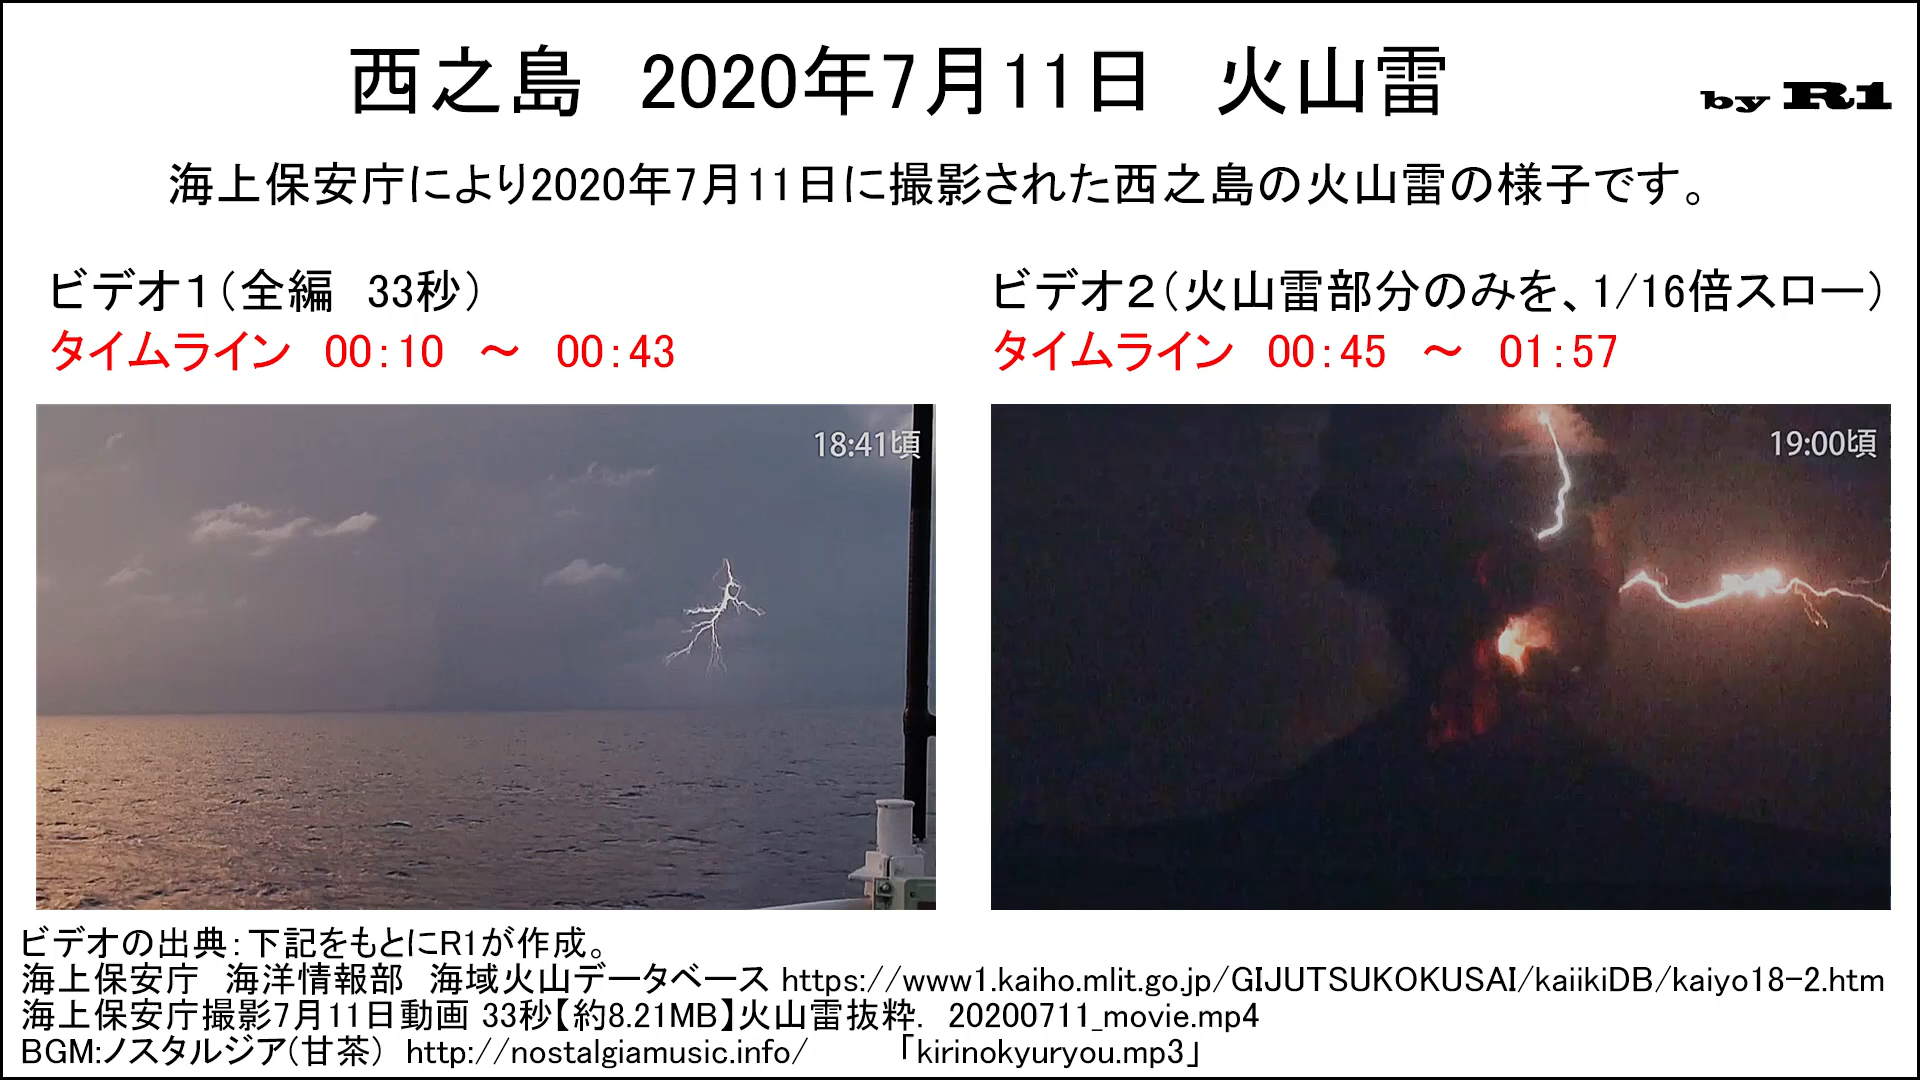 西之島　2020年7月11日　火山雷
by R1
海上保安庁により2020年7月11日に撮影された西之島の火山雷の様子です。
ビデオ１（全編　33秒）
タイムライン　00：10　～　00：43
ビデオ２（火山雷部分のみを、1/16倍スロー）
タイムライン　00：45　～　01：57
18:41頃
19:00頃
ビデオの出典：下記をもとにR1が作成。
海上保安庁　海洋情報部　海域火山データベース https://www1.kaiho.mlit.go.jp/GIJUTSUKOKUSAI/kaiikiDB/kaiyo18-2.htm
海上保安庁撮影7月11日動画 33秒【約8.21MB】火山雷抜粋.　20200711_movie.mp4
BGM:ノスタルジア（甘茶）　http://nostalgiamusic.info/　　「kirinokyuryou.mp3」